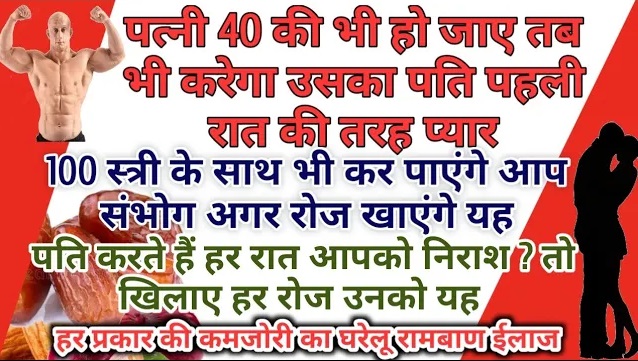 पत्नी 40 की भी हो जाए तब
भी करेगा उसका पति पहली
रात की तरह प्यार
100 स्त्री के साथ भी कर पाएंगे आप
संभोग अगर रोज खाएंगे यह
पति करते हैं हर रात आपको निराश ? तो
खिलाए हर रोज उनको यह
हर प्रकार की कमजोरी का घरेलू रामबाण ईलाज